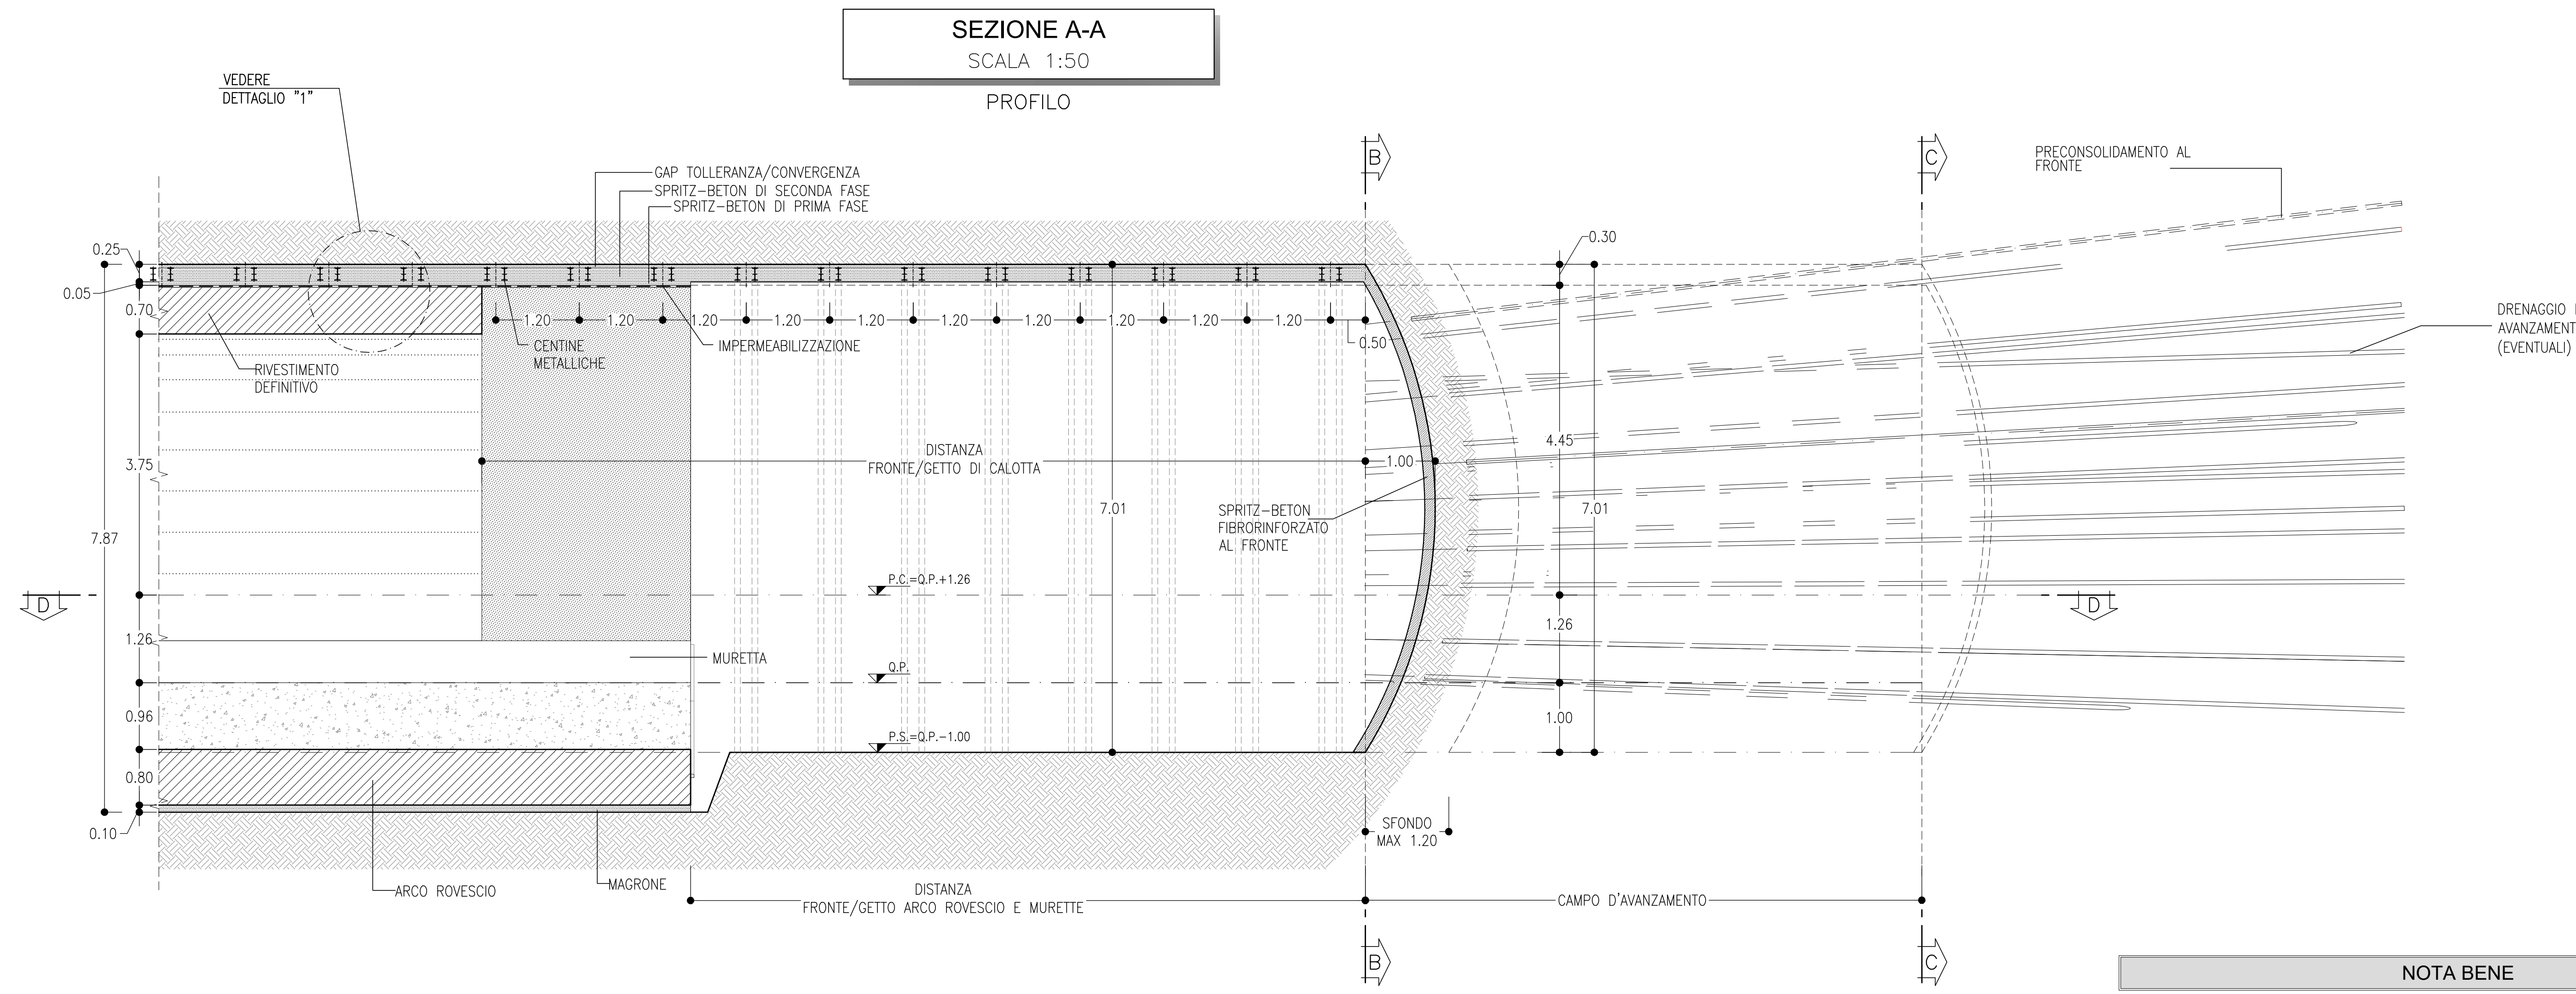 SEZIONE A-A
SCALA 1:50
PROFILO
VEDERE
DETTAGLIO "1"
GAP TOLLERANZA/CONVERGENZA
SPRITZ-BETON DI SECONDA FASE
SPRITZ-BETON DI PRIMA FASE
B
C
PRECONSOLIDAMENTO AL
FRONTE
0.25
0.05
0.70
0.30
1.20 1.20 1.20 1.20 1.20 1.20 1.20 1.20 1.20 1.20
0.50
CENTINE
METALLICHE
IMPERMEABILIZZAZIONE
RIVESTIMENTO
DEFINITIVO
DRENAGGIO
AVANZAMENT
(EVENTUALI)
3.75
DISTANZA
FRONTE/GETTO DI CALOTTA
1.00
4.45
7.87
7.01
SPRITZ-BETON
FIBRORINFORZATO
AL FRONTE
7.01
P.C.=Q.P.+1.26
D
D
1.26
MURETTA
1.26
Q.P.
0.96
1.00
P.S.=Q.P.-1.00
0.80
0.10
SFONDO
MAX 1.20
ARCO ROVESCIO
MAGRONE
DISTANZA
FRONTE/GETTO ARCO ROVESCIO E MURETTE
CAMPO D'AVANZAMENTO
B
C
NOTA BENE